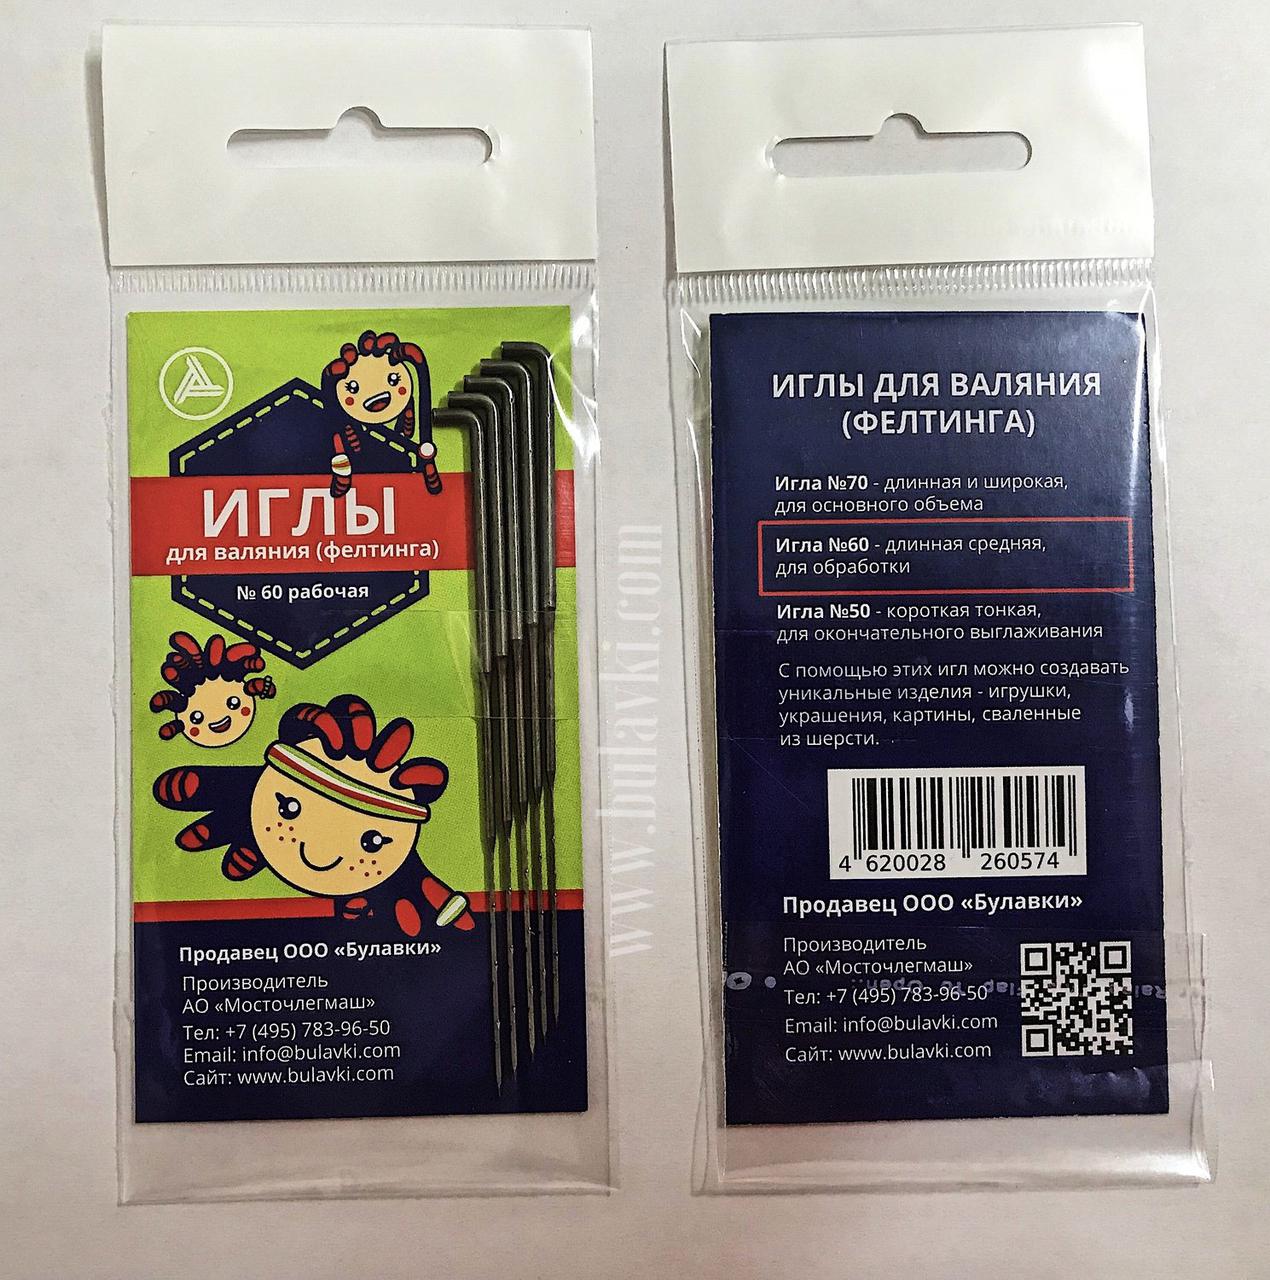 ИГЛЫ
для валяния (фелтинга)
№ 60 рабочая
Продавец ООО «Булавки»
Производитель
АО «Мосточлегмаш»
Тел: +7 (495) 783-96-50
Email: info@bulavki.com
Сайт: www.bulavki.com
www.bulavki.com
ИГЛЫ ДЛЯ ВАЛЯНИЯ
(ФЕЛТИНГА)
Игла №70 - длинная и широкая,
для основного объема
Игла №60 - длинная средняя,
для обработки
Игла №50 - короткая тонкая,
для окончательного выглаживания
С помощью этих игл можно создавать
уникальные изделия - игрушки,
украшения, картины, сваленные
из шерсти.
4 620028 260574
Продавец ООО «Булавки»
Производитель
АО «Мосточлегмаш»
Тел: +7 (495) 783-96-50
Email: info@bulavki.com
Сайт: www.bulavki.com